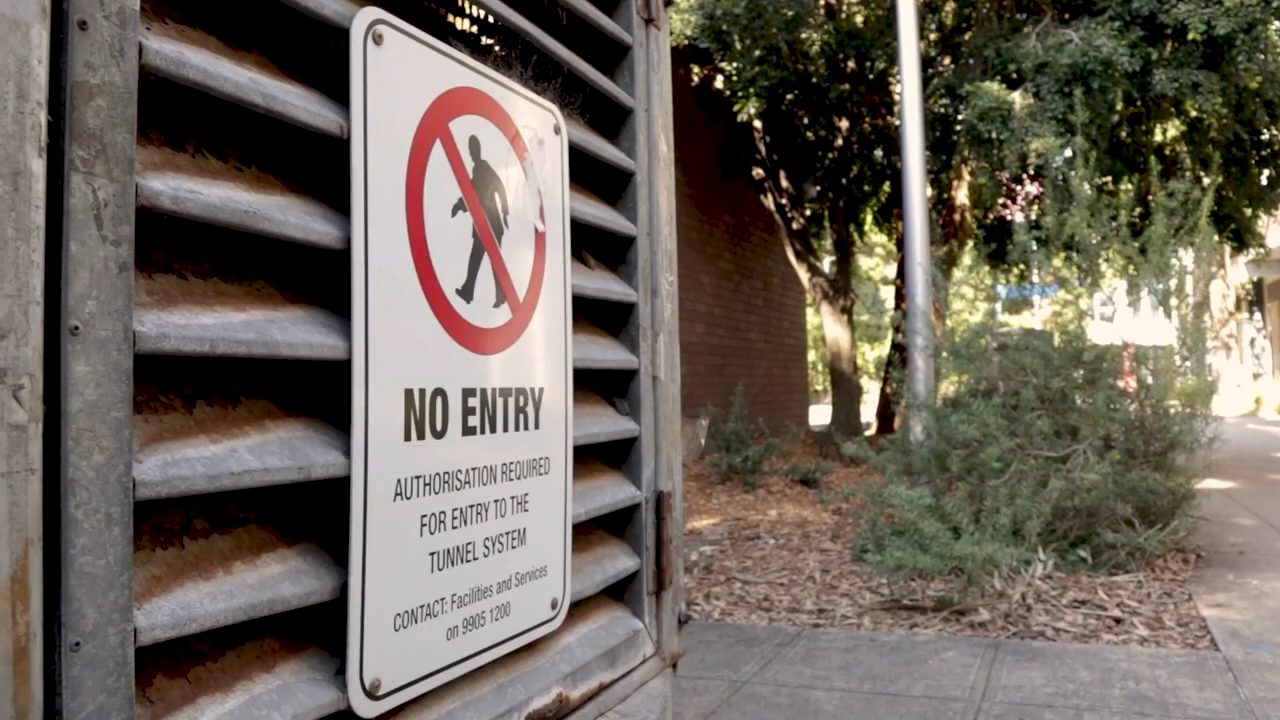 NO ENTRY
AUTHORISATION REQUIRED
FOR ENTRY TO THE
TUNNEL SYSTEM
CONTACT: Facilities and Services
on 9905 1200